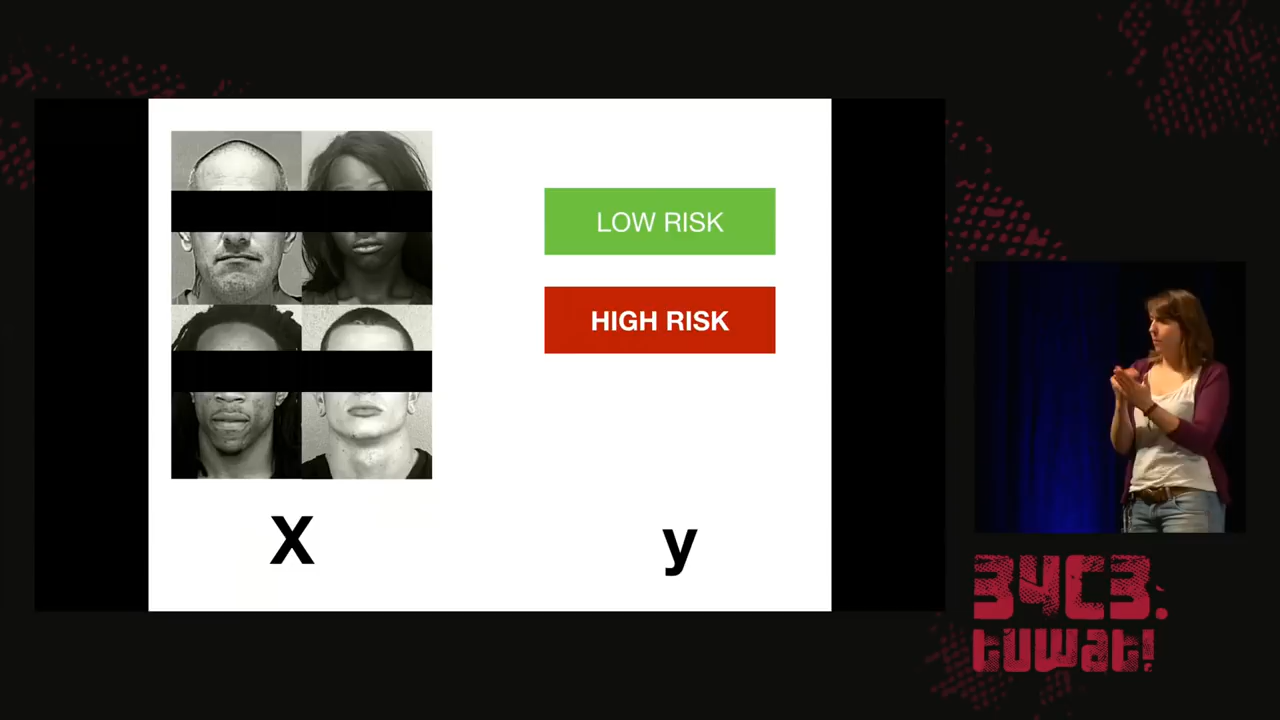 LOW RISK
HIGH RISK
X
y
34C3.
tuwat!